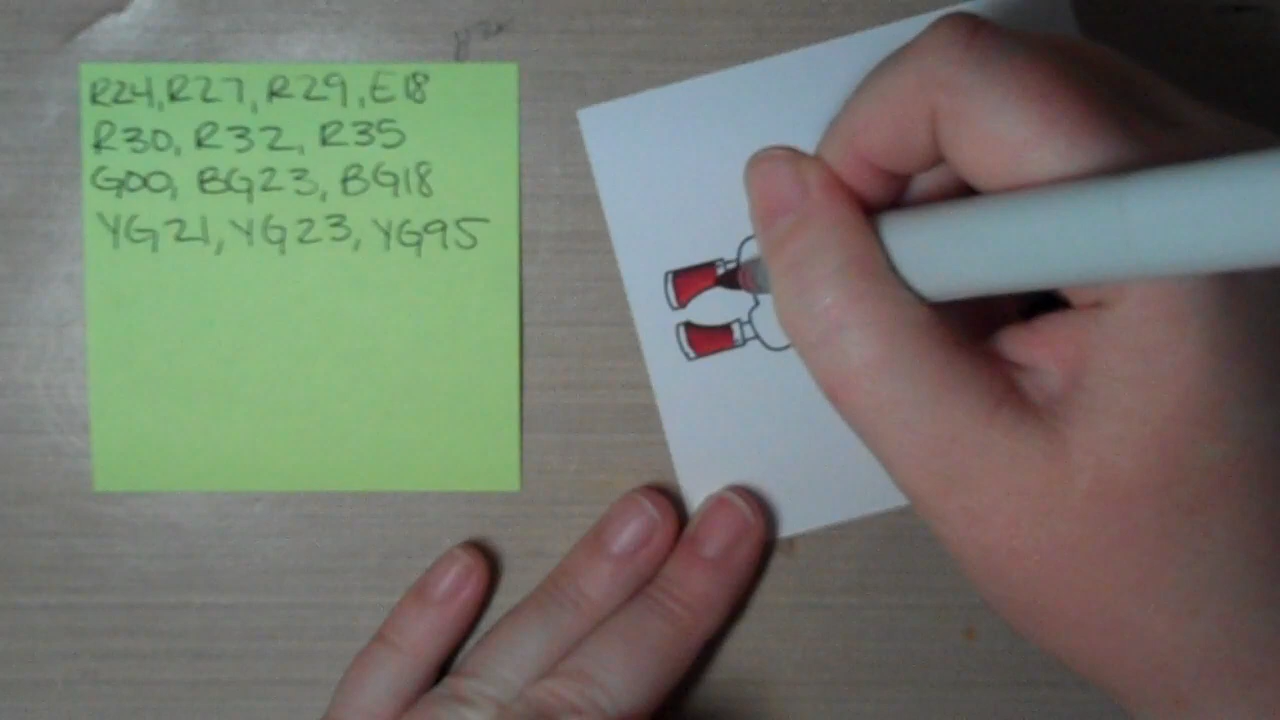 R24, R27, R29, E18
R30, R32, R35
G00, BG23, BG18
YG21, YG23, YG95